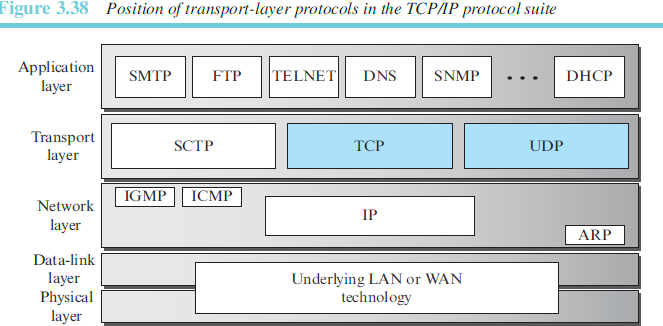 Figure 3.38 Position of transport-layer protocols in the TCP/IP protocol suite
Application
layer
SMTP FTP TELNET DNS SNMP • • • DHCP
Transport
layer
SCTP TCP UDP
Network
layer
IGMP ICMP
IP
ARP
Data-link
layer
Physical
layer
Underlying LAN or WAN
technology